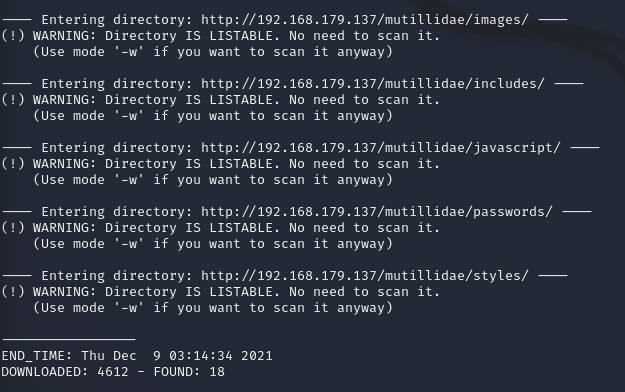 ---- Entering directory: http://192.168.179.137/mutillidae/images/ ----
(!) WARNING: Directory IS LISTABLE. No need to scan it.
    (Use mode '-w' if you want to scan it anyway)

---- Entering directory: http://192.168.179.137/mutillidae/includes/ ----
(!) WARNING: Directory IS LISTABLE. No need to scan it.
    (Use mode '-w' if you want to scan it anyway)

---- Entering directory: http://192.168.179.137/mutillidae/javascript/ ----
(!) WARNING: Directory IS LISTABLE. No need to scan it.
    (Use mode '-w' if you want to scan it anyway)

---- Entering directory: http://192.168.179.137/mutillidae/passwords/ ----
(!) WARNING: Directory IS LISTABLE. No need to scan it.
    (Use mode '-w' if you want to scan it anyway)

---- Entering directory: http://192.168.179.137/mutillidae/styles/ ----
(!) WARNING: Directory IS LISTABLE. No need to scan it.
    (Use mode '-w' if you want to scan it anyway)

-----------------
END_TIME: Thu Dec  9 03:14:34 2021
DOWNLOADED: 4612 - FOUND: 18